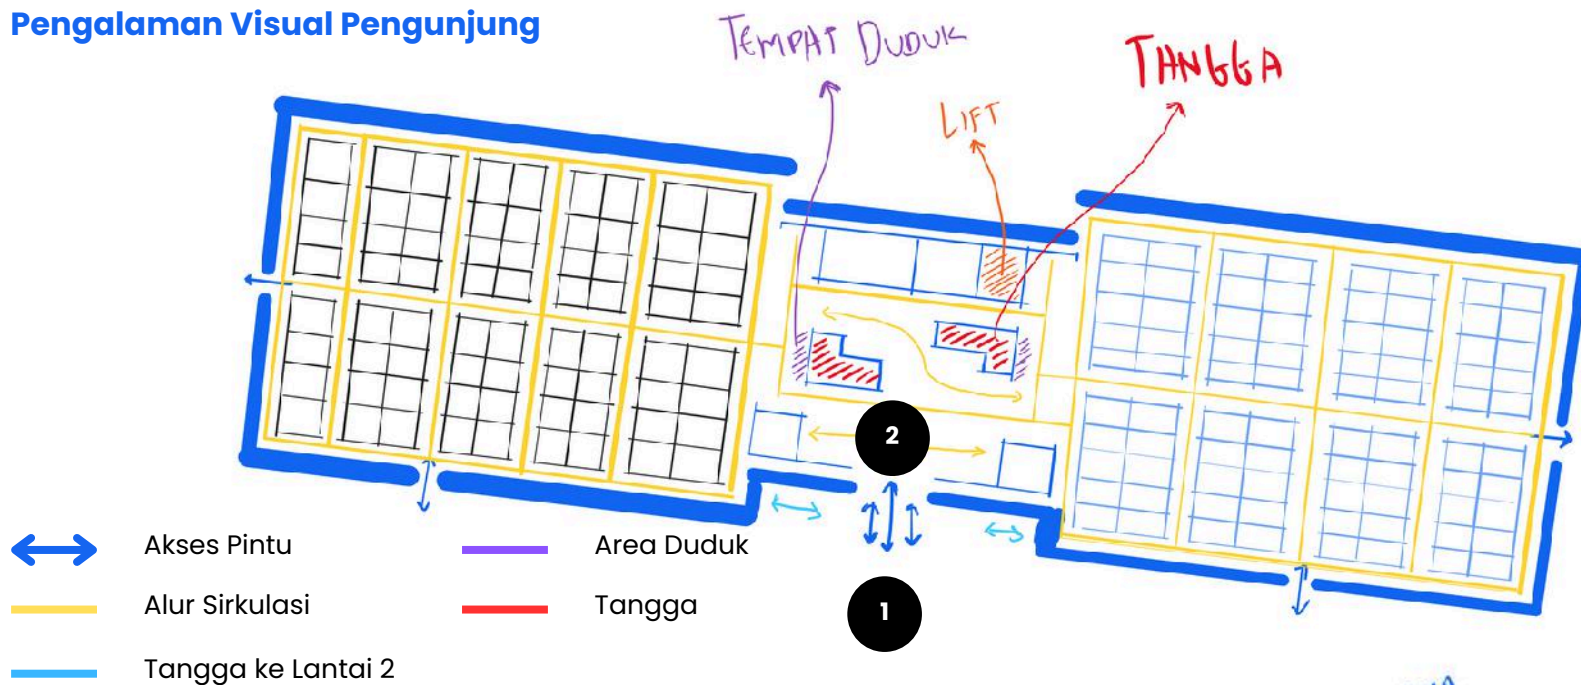 Pengalaman Visual Pengunjung
TEMPAT DUDUK
TANGGA
LIFT
2
1
Akses Pintu
Area Duduk
Alur Sirkulasi
Tangga
Tangga ke Lantai 2